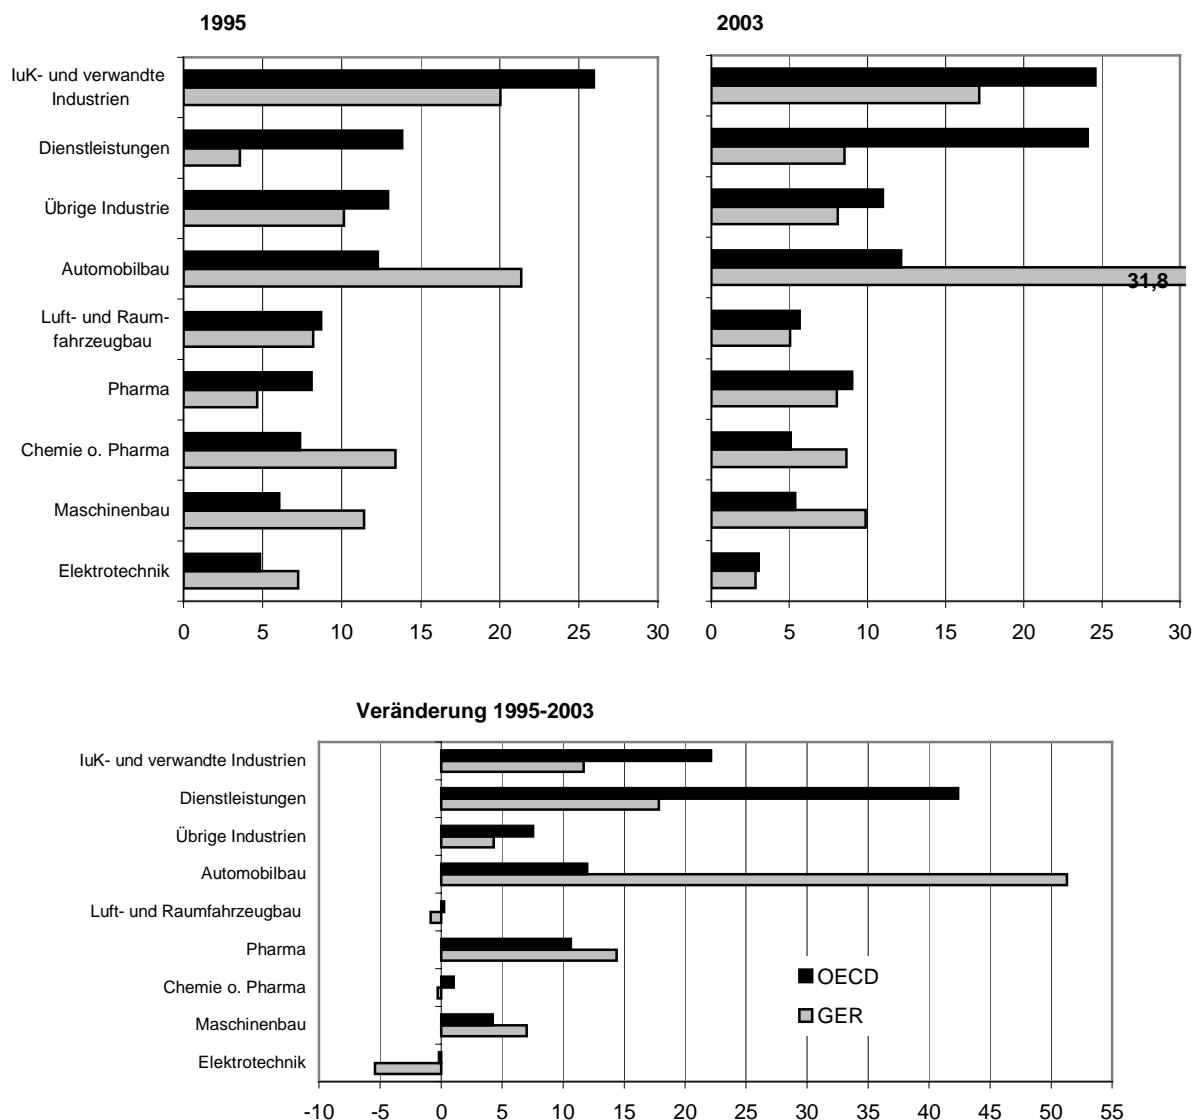 1995
2003
IuK- und verwandte
Industrien
Dienstleistungen
Übrige Industrie
Automobilbau
31,8
Luft- und Raum-
fahrzeugbau
Pharma
Chemie o. Pharma
Maschinenbau
Elektrotechnik
0 5 10 15 20 25 30
0 5 10 15 20 25 30
Veränderung 1995-2003
IuK- und verwandte Industrien
Dienstleistungen
Übrige Industrien
Automobilbau
Luft- und Raumfahrzeugbau
Pharma
Chemie o. Pharma
Maschinenbau
Elektrotechnik
OECD
GER
-10 -5 0 5 10 15 20 25 30 35 40 45 50 55